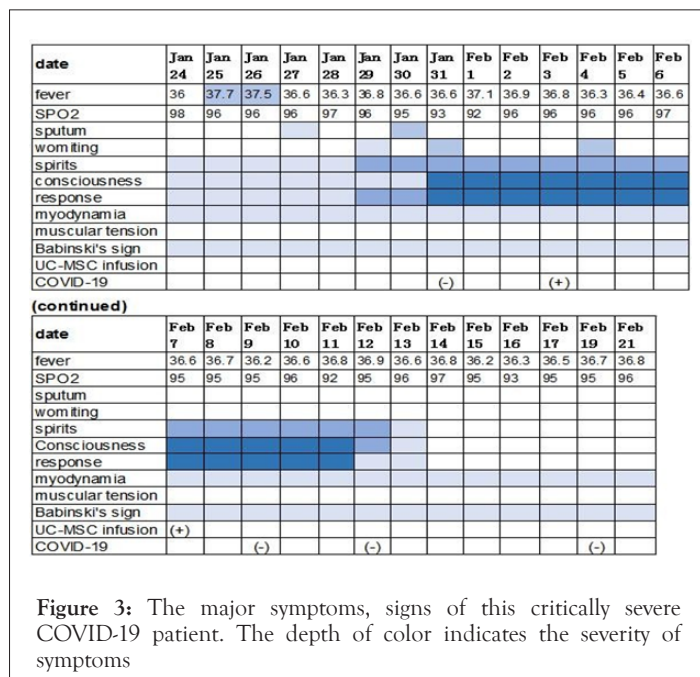 date Jan 24 Jan 25 Jan 26 Jan 27 Jan 28 Jan 29 Jan 30 Jan 31 Feb 1 Feb 2 Feb 3 Feb 4 Feb 5 Feb 6
fever 36 37.7 37.5 36.6 36.3 36.8 36.6 36.6 37.1 36.9 36.8 36.3 36.4 36.6
SPO2 98 96 96 96 97 96 95 93 92 96 96 96 96 97
sputum
womiting
spirits
consciousness
response
myodynamia
muscular tension
Babinski's sign
UC-MSC infusion
COVID-19 (-) (+)
(continued)
date Feb 7 Feb 8 Feb 9 Feb 10 Feb 11 Feb 12 Feb 13 Feb 14 Feb 15 Feb 16 Feb 17 Feb 19 Feb 21
fever 36.6 36.7 36.2 36.6 36.8 36.9 36.6 36.8 36.2 36.3 36.5 36.7 36.8
SPO2 95 95 95 96 92 95 96 97 95 93 95 95 96
sputum
womiting
spirits
Consciousness
response
myodynamia
muscular tension
Babinski's sign
UC-MSC infusion (+)
COVID-19 (-) (-) (-)
Figure 3: The major symptoms, signs of this critically severe
COVID-19 patient. The depth of color indicates the severity of
symptoms